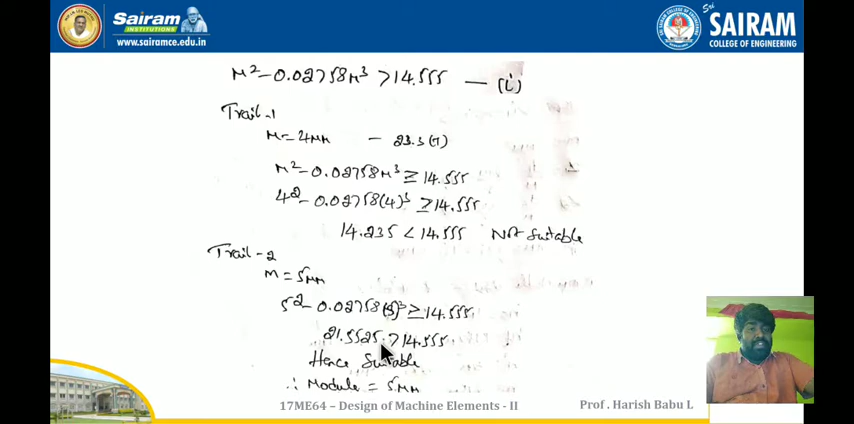 Sairam
INSTITUTIONS
www.sairamce.edu.in
Sri
SAIRAM
COLLEGE OF ENGINEERING
M² - 0.02758M³ > 14.555 — (i)
Trail-1
M = 4MM - 23.3(T)
M² - 0.02758M³ ≥ 14.555
4² - 0.02758(4)³ ≥ 14.555
14.235 < 14.555 Not Suitable
Trail-2
M = 5MM
5² - 0.02758(5)³ ≥ 14.555
21.5525 > 14.555
Hence Suitable
∴ Module = 5MM
17ME64 – Design of Machine Elements - II
Prof. Harish Babu L